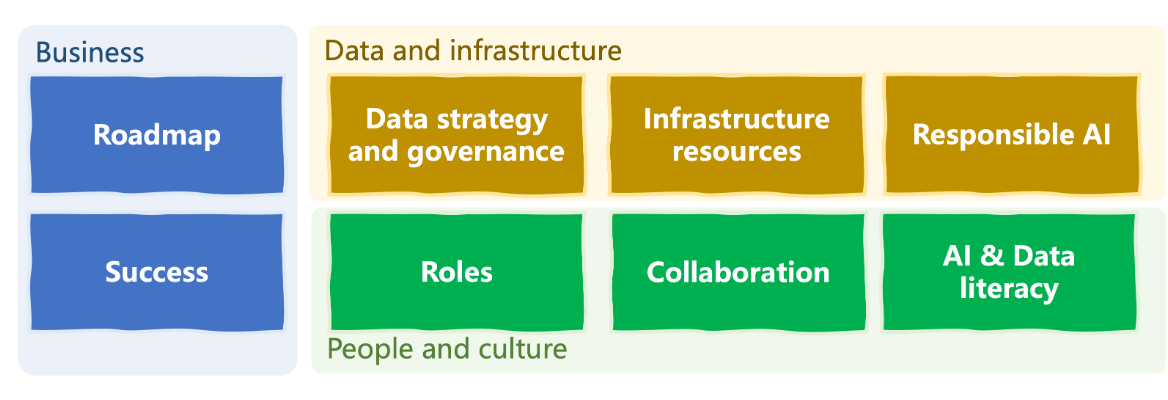 Business
Roadmap
Success
Data and infrastructure
Data strategy
and governance
Infrastructure
resources
Responsible AI
Roles
Collaboration
AI & Data
literacy
People and culture